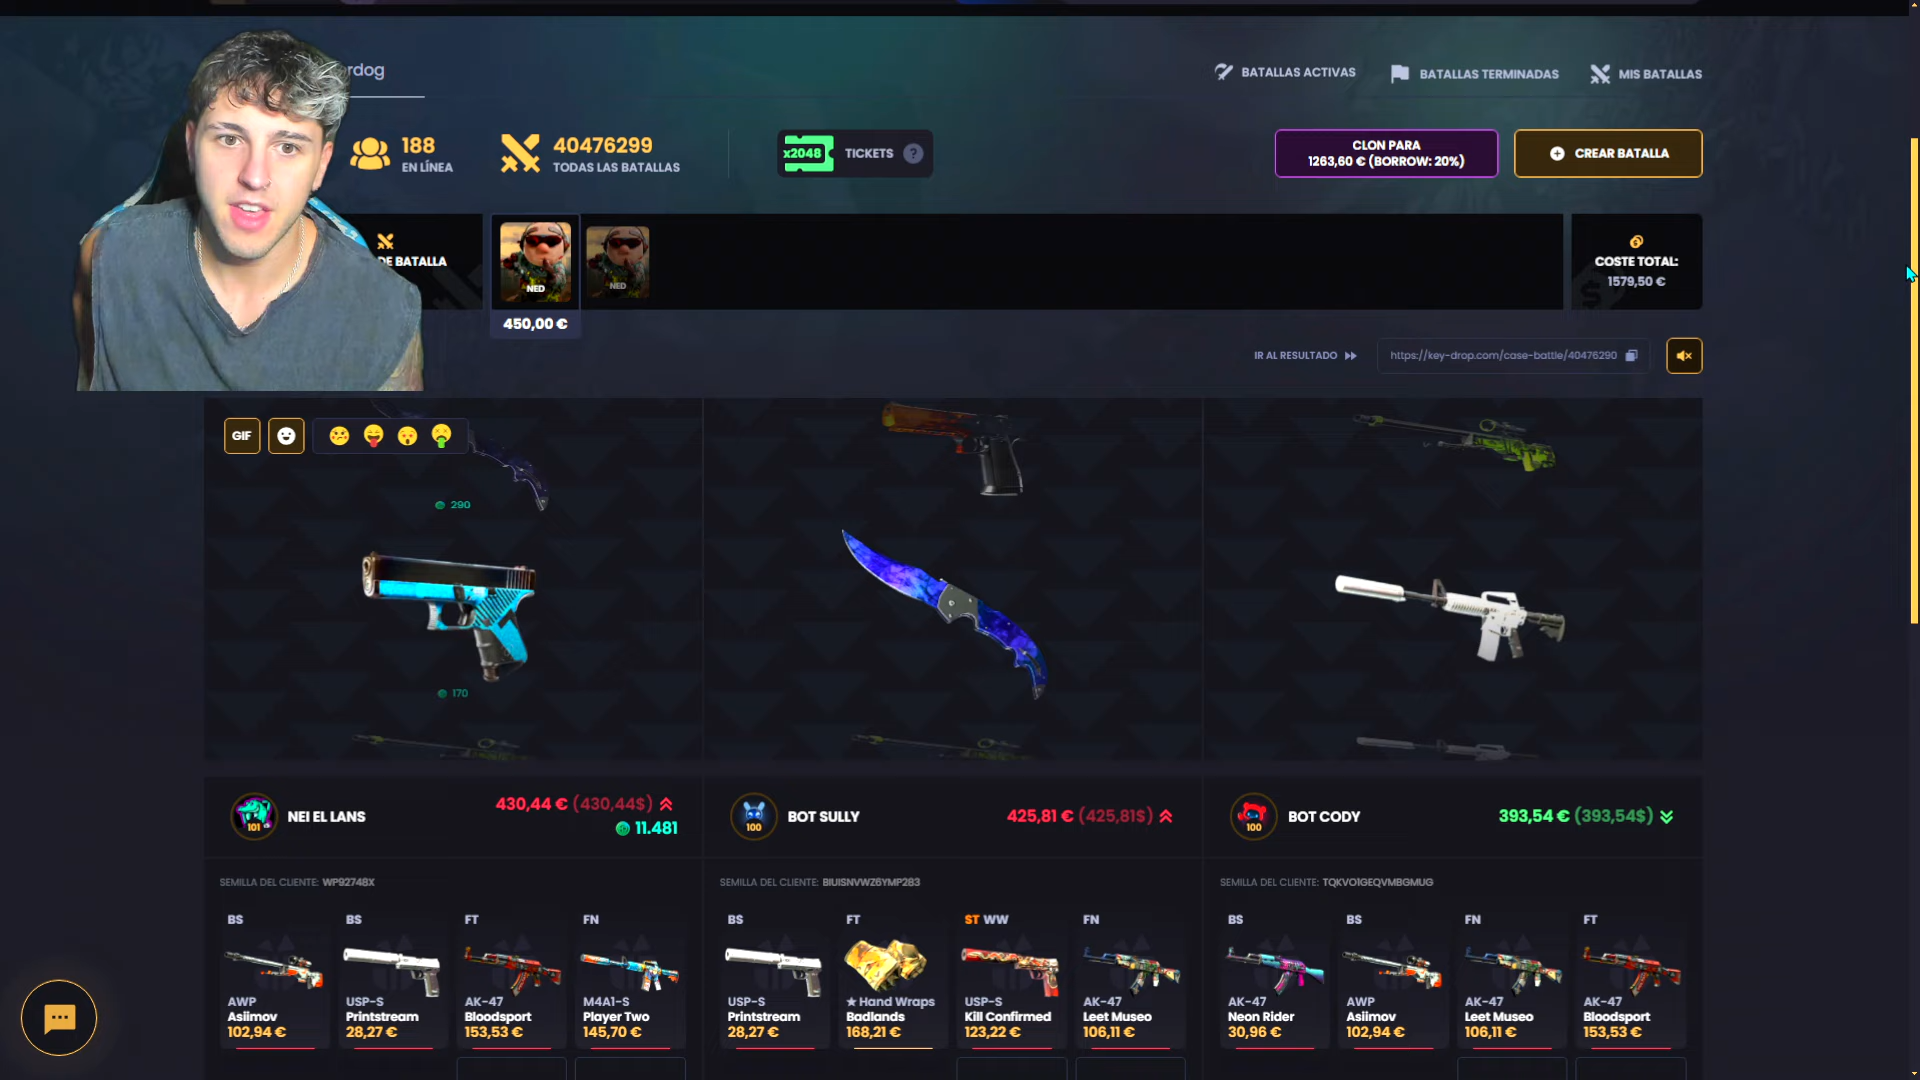 rdog
BATALLAS ACTIVAS
BATALLAS TERMINADAS
MIS BATALLAS
188
EN LÍNEA
40476299
TODAS LAS BATALLAS
x2048
TICKETS
?
CLON PARA
1263,60 € (BORROW: 20%)
CREAR BATALLA
DE BATALLA
NED
NED
450,00 €
COSTE TOTAL:
1579,50 €
IR AL RESULTADO
https://key-drop.com/case-battle/40476290
GIF
290
170
101
NEI EL LANS
430,44 € (430,44$)
11.481
100
BOT SULLY
425,81 € (425,81$)
100
BOT CODY
393,54 € (393,54$)
SEMILLA DEL CLIENTE: WP92748X
BS
AWP
Asiimov
102,94 €
BS
USP-S
Printstream
28,27 €
FT
AK-47
Bloodsport
153,53 €
FN
M4A1-S
Player Two
145,70 €
SEMILLA DEL CLIENTE: BIUISNVWZ6YMP283
BS
USP-S
Printstream
28,27 €
FT
★ Hand Wraps
Badlands
168,21 €
ST WW
USP-S
Kill Confirmed
123,22 €
FN
AK-47
Leet Museo
106,11 €
SEMILLA DEL CLIENTE: TQKVO1GEQVMBGMUG
BS
AK-47
Neon Rider
30,96 €
BS
AWP
Asiimov
102,94 €
FN
AK-47
Leet Museo
106,11 €
FT
AK-47
Bloodsport
153,53 €